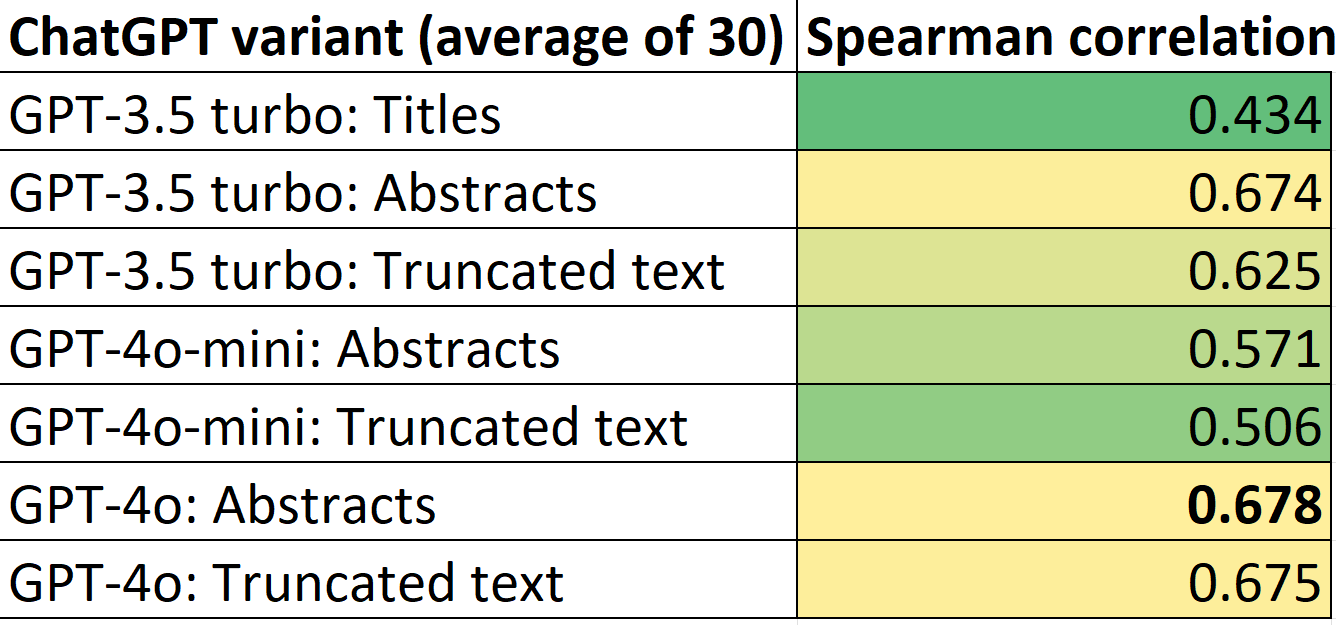 ChatGPT variant (average of 30) Spearman correlation
GPT-3.5 turbo: Titles 0.434
GPT-3.5 turbo: Abstracts 0.674
GPT-3.5 turbo: Truncated text 0.625
GPT-4o-mini: Abstracts 0.571
GPT-4o-mini: Truncated text 0.506
GPT-4o: Abstracts 0.678
GPT-4o: Truncated text 0.675